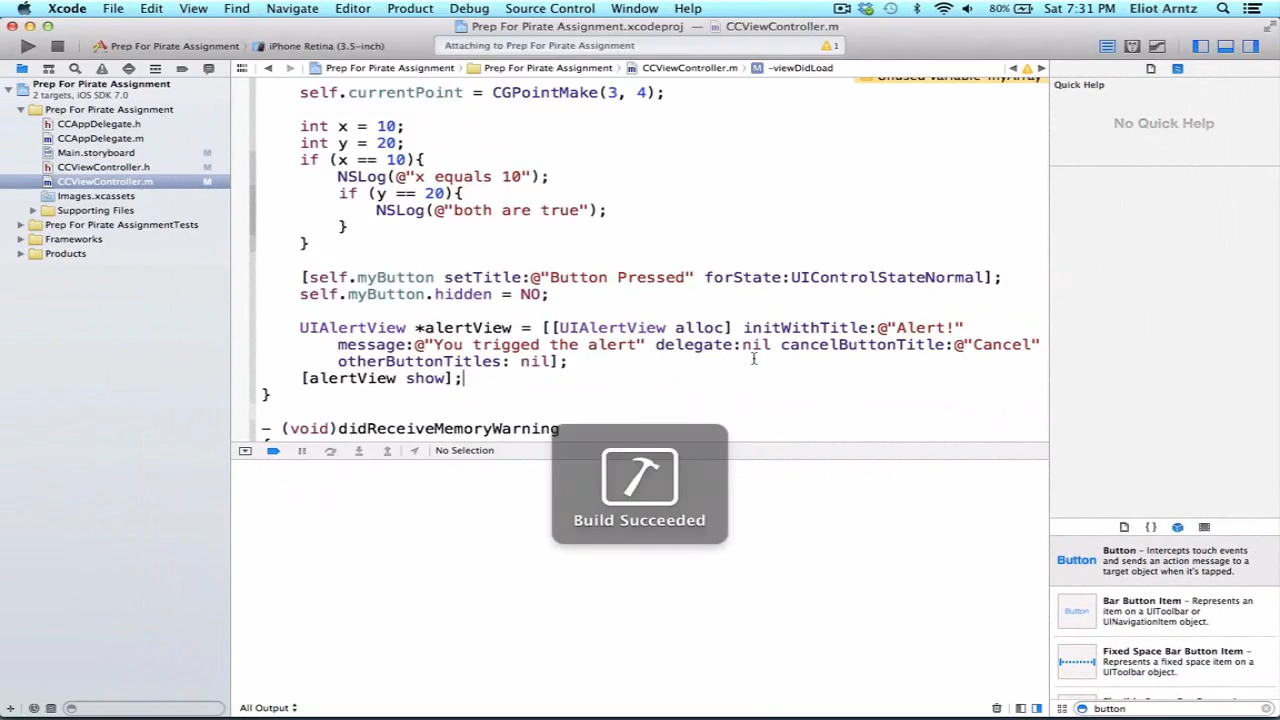 Xcode File Edit View Find Navigate Editor Product Debug Source Control Window Help 80% Sat 7:31 PM Eliot Arntz
Prep For Pirate Assignment.xcodeproj — CCViewController.m
Prep For Pirate Assignment iPhone Retina (3.5-inch) Attaching to Prep For Pirate Assignment 1
Prep For Pirate Assignment Prep For Pirate Assignment CCViewController.m -viewDidLoad
Prep For Pirate Assignment
2 targets, iOS SDK 7.0
Prep For Pirate Assignment
CCAppDelegate.h
CCAppDelegate.m
Main.storyboard M
CCViewController.h M
CCViewController.m M
Images.xcassets
Supporting Files
Prep For Pirate AssignmentTests
Frameworks
Products
self.currentPoint = CGPointMake(3, 4);
int x = 10;
int y = 20;
if (x == 10){
NSLog(@"x equals 10");
if (y == 20){
NSLog(@"both are true");
}
}
[self.myButton setTitle:@"Button Pressed" forState:UIControlStateNormal];
self.myButton.hidden = NO;
UIAlertView *alertView = [[UIAlertView alloc] initWithTitle:@"Alert!"
message:@"You trigged the alert" delegate:nil cancelButtonTitle:@"Cancel"
otherButtonTitles: nil];
[alertView show];
}
- (void)didReceiveMemoryWarning
No Selection
Build Succeeded
All Output
Quick Help
No Quick Help
Button – Intercepts touch events
and sends an action message to a
target object when it's tapped.
Button
Bar Button Item – Represents an
item on a UIToolbar or
UINavigationItem object.
Button
Fixed Space Bar Button Item –
Represents a fixed space item on a
UIToolbar object.
button